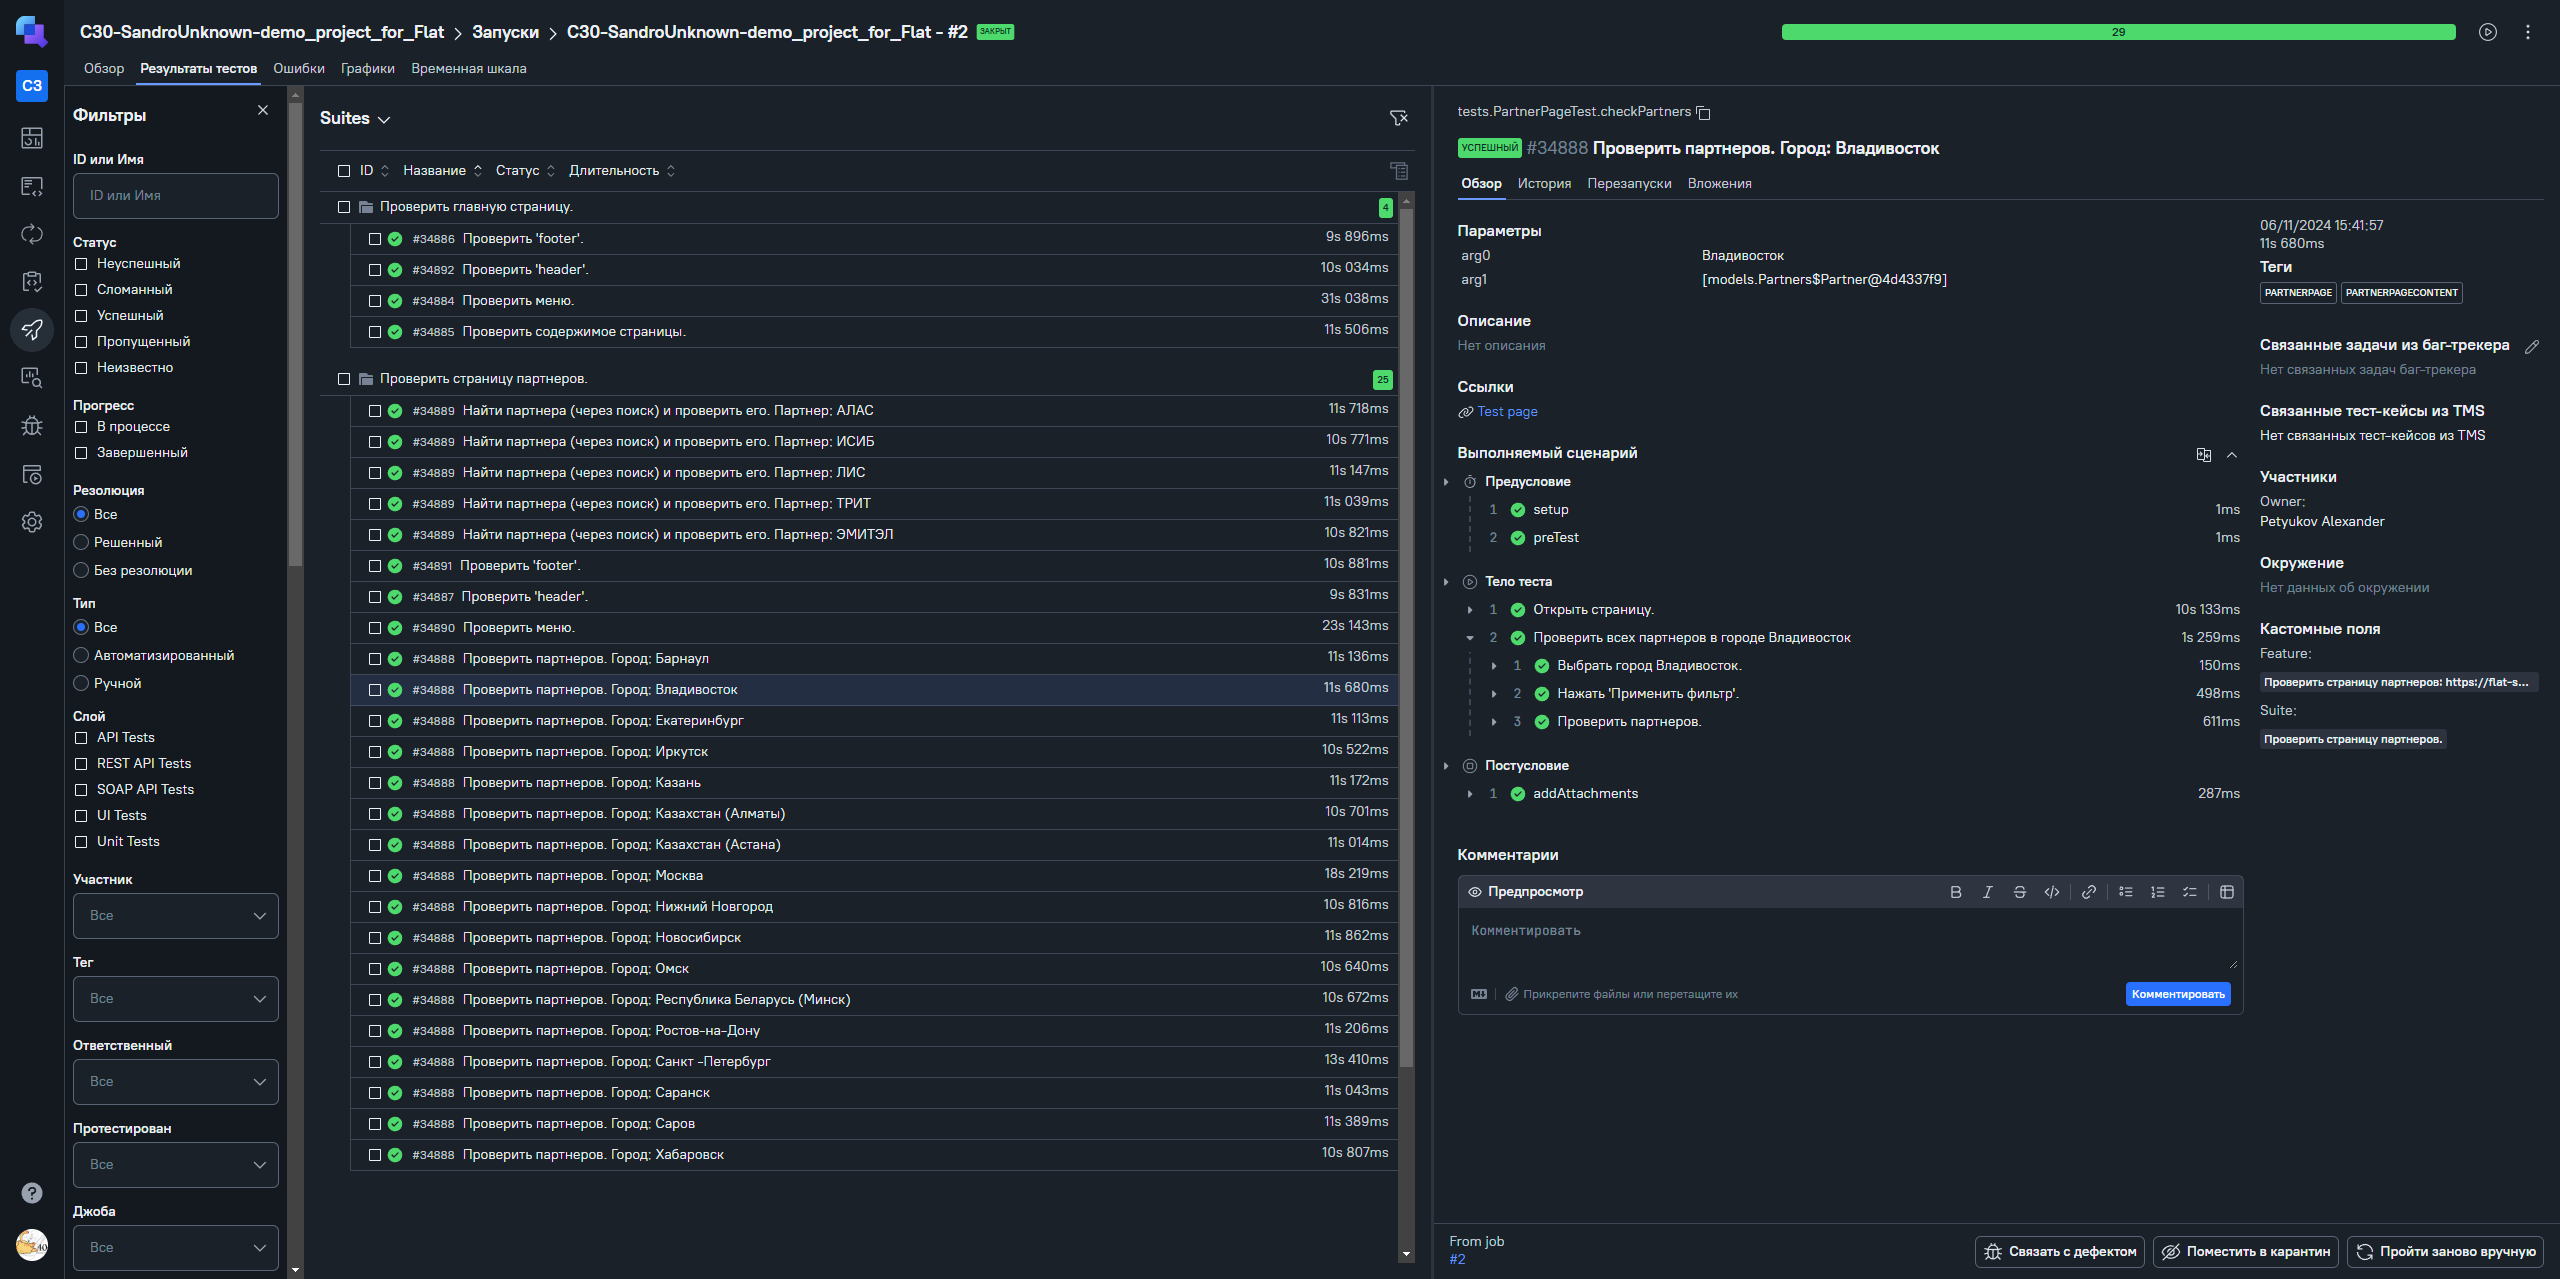 C30-SandroUnknown-demo_project_for_Flat > Запуски > C30-SandroUnknown-demo_project_for_Flat - #2 ЗАКРЫТ
29
Обзор Результаты тестов Ошибки Графики Временная шкала
C3
Фильтры
ID или Имя
ID или Имя
Статус
Неуспешный
Сломанный
Успешный
Пропущенный
Неизвестно
Прогресс
В процессе
Завершенный
Резолюция
Все
Решенный
Без резолюции
Тип
Все
Автоматизированный
Ручной
Слой
API Tests
REST API Tests
SOAP API Tests
UI Tests
Unit Tests
Участник
Все
Тег
Все
Ответственный
Все
Протестирован
Все
Джоба
Все
Suites
ID Название Статус Длительность
Проверить главную страницу. 4
#34886 Проверить 'footer'. 9s 896ms
#34892 Проверить 'header'. 10s 034ms
#34884 Проверить меню. 31s 038ms
#34885 Проверить содержимое страницы. 11s 506ms
Проверить страницу партнеров. 25
#34889 Найти партнера (через поиск) и проверить его. Партнер: АЛАС 11s 718ms
#34889 Найти партнера (через поиск) и проверить его. Партнер: ИСИБ 10s 771ms
#34889 Найти партнера (через поиск) и проверить его. Партнер: ЛИС 11s 147ms
#34889 Найти партнера (через поиск) и проверить его. Партнер: ТРИТ 11s 039ms
#34889 Найти партнера (через поиск) и проверить его. Партнер: ЭМИТЭЛ 10s 821ms
#34891 Проверить 'footer'. 10s 881ms
#34887 Проверить 'header'. 9s 831ms
#34890 Проверить меню. 23s 143ms
#34888 Проверить партнеров. Город: Барнаул 11s 136ms
#34888 Проверить партнеров. Город: Владивосток 11s 680ms
#34888 Проверить партнеров. Город: Екатеринбург 11s 113ms
#34888 Проверить партнеров. Город: Иркутск 10s 522ms
#34888 Проверить партнеров. Город: Казань 11s 172ms
#34888 Проверить партнеров. Город: Казахстан (Алматы) 10s 701ms
#34888 Проверить партнеров. Город: Казахстан (Астана) 11s 014ms
#34888 Проверить партнеров. Город: Москва 18s 219ms
#34888 Проверить партнеров. Город: Нижний Новгород 10s 816ms
#34888 Проверить партнеров. Город: Новосибирск 11s 862ms
#34888 Проверить партнеров. Город: Омск 10s 640ms
#34888 Проверить партнеров. Город: Республика Беларусь (Минск) 10s 672ms
#34888 Проверить партнеров. Город: Ростов-на-Дону 11s 206ms
#34888 Проверить партнеров. Город: Санкт -Петербург 13s 410ms
#34888 Проверить партнеров. Город: Саранск 11s 043ms
#34888 Проверить партнеров. Город: Саров 11s 389ms
#34888 Проверить партнеров. Город: Хабаровск 10s 807ms
tests.PartnerPageTest.checkPartners
УСПЕШНЫЙ #34888 Проверить партнеров. Город: Владивосток
Обзор История Перезапуски Вложения
Параметры
arg0 Владивосток
arg1 [models.Partners$Partner@4d4337f9]
Описание
Нет описания
Ссылки
Test page
Выполняемый сценарий
Предусловие
1 setup 1ms
2 preTest 1ms
Тело теста
1 Открыть страницу. 10s 133ms
2 Проверить всех партнеров в городе Владивосток 1s 259ms
1 Выбрать город Владивосток. 150ms
2 Нажать 'Применить фильтр'. 498ms
3 Проверить партнеров. 611ms
Постусловие
1 addAttachments 287ms
Комментарии
Предпросмотр
Комментировать
Прикрепите файлы или перетащите их
Комментировать
06/11/2024 15:41:57
11s 680ms
Теги
PARTNERPAGE PARTNERPAGECONTENT
Связанные задачи из баг-трекера
Нет связанных задач баг-трекера
Связанные тест-кейсы из TMS
Нет связанных тест-кейсов из TMS
Участники
Owner:
Petyukov Alexander
Окружение
Нет данных об окружении
Кастомные поля
Feature:
Проверить страницу партнеров: https://flat-s...
Suite:
Проверить страницу партнеров.
From job
#2
Связать с дефектом Поместить в карантин Пройти заново вручную